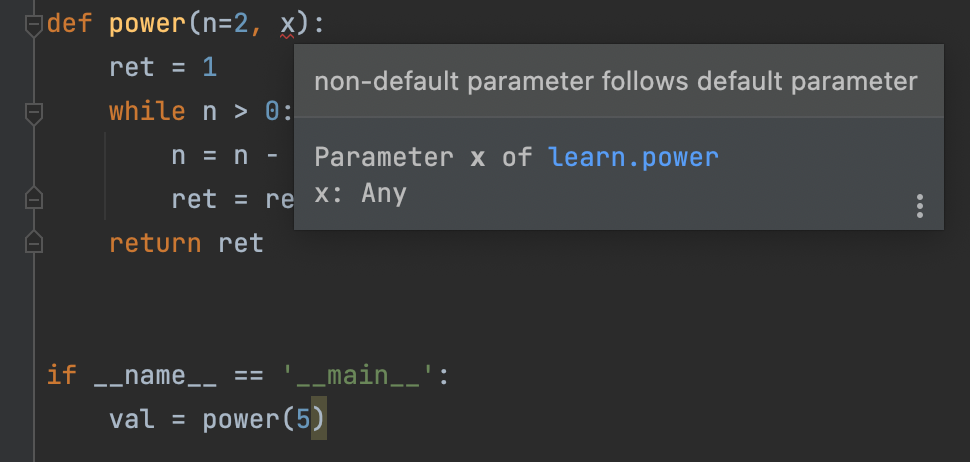 def power(n=2, x):
non-default parameter follows default parameter
ret = 1
while n > 0:
Parameter x of learn.power
n = n -
x: Any
ret = re
return ret
if __name__ == '__main__':
val = power(5)